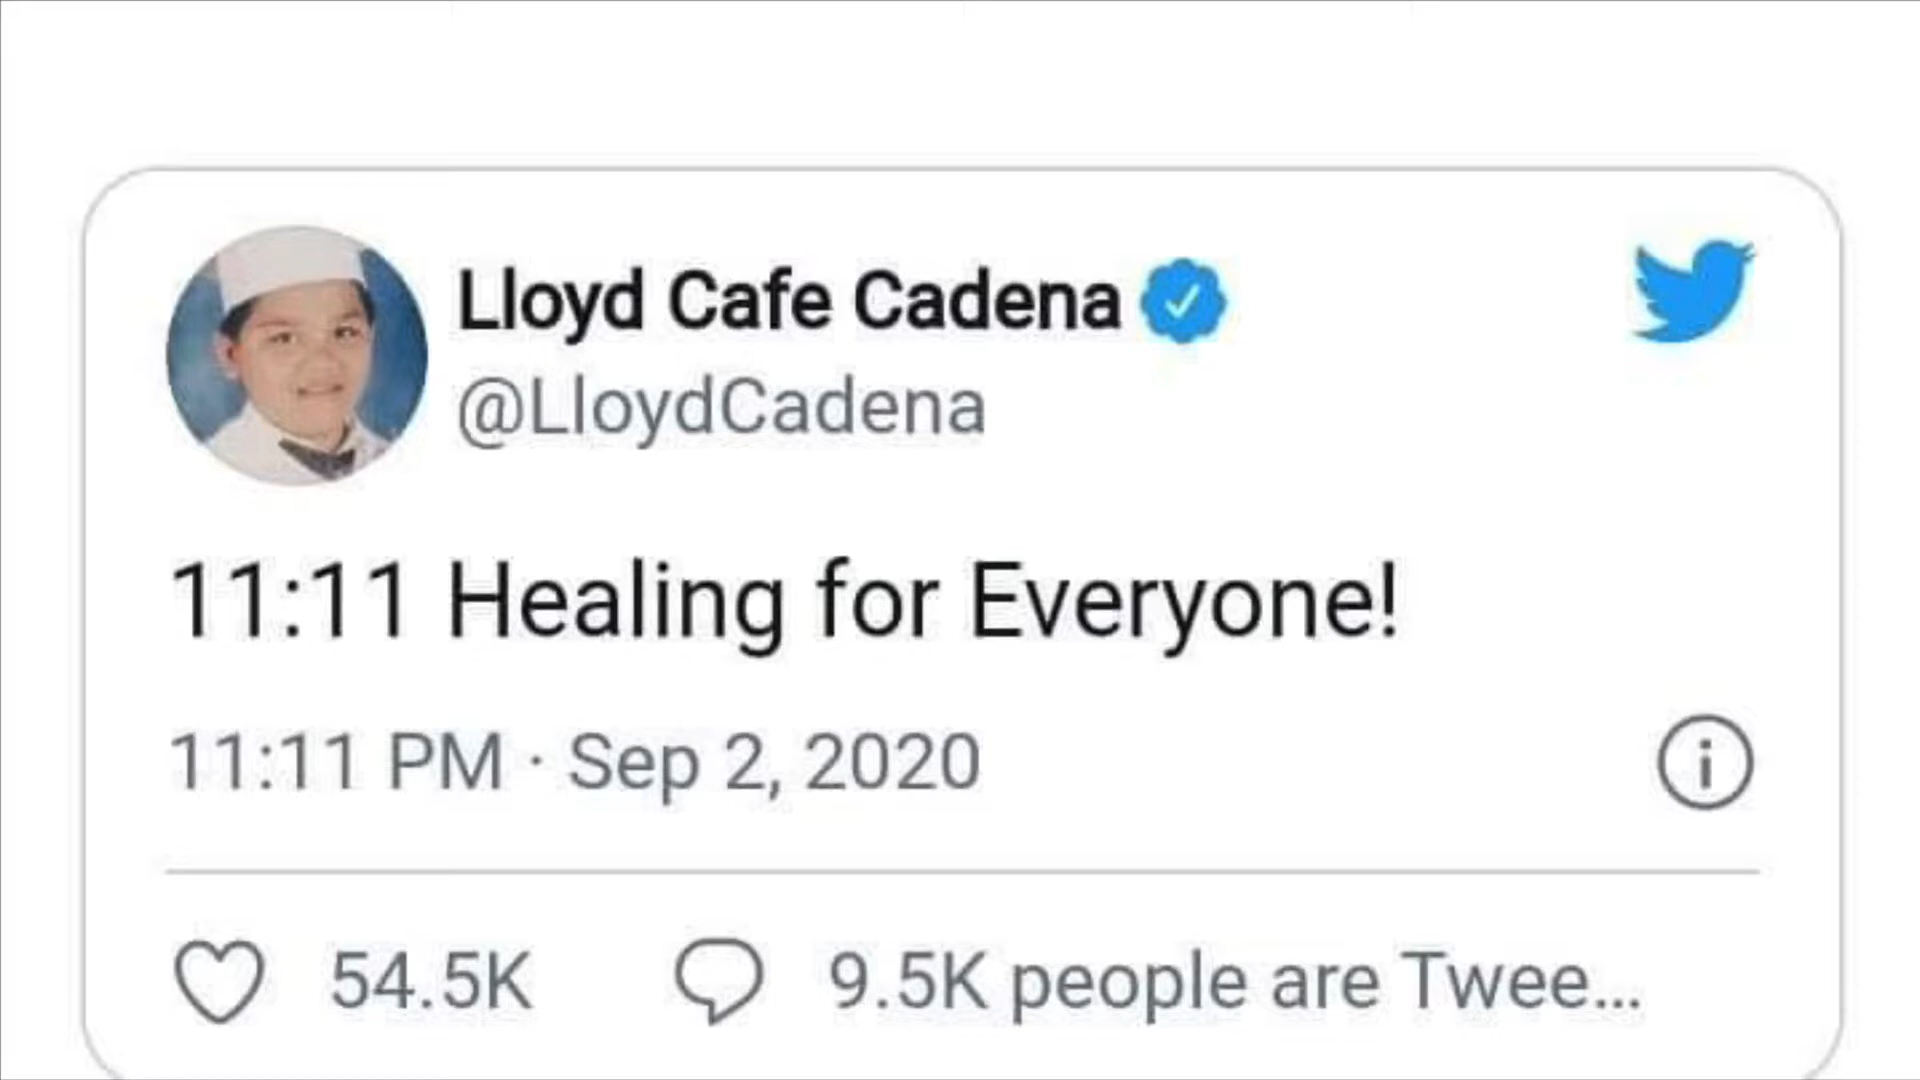 Lloyd Cafe Cadena
@LloydCadena
11:11 Healing for Everyone!
11:11 PM · Sep 2, 2020
54.5K 9.5K people are Twee...